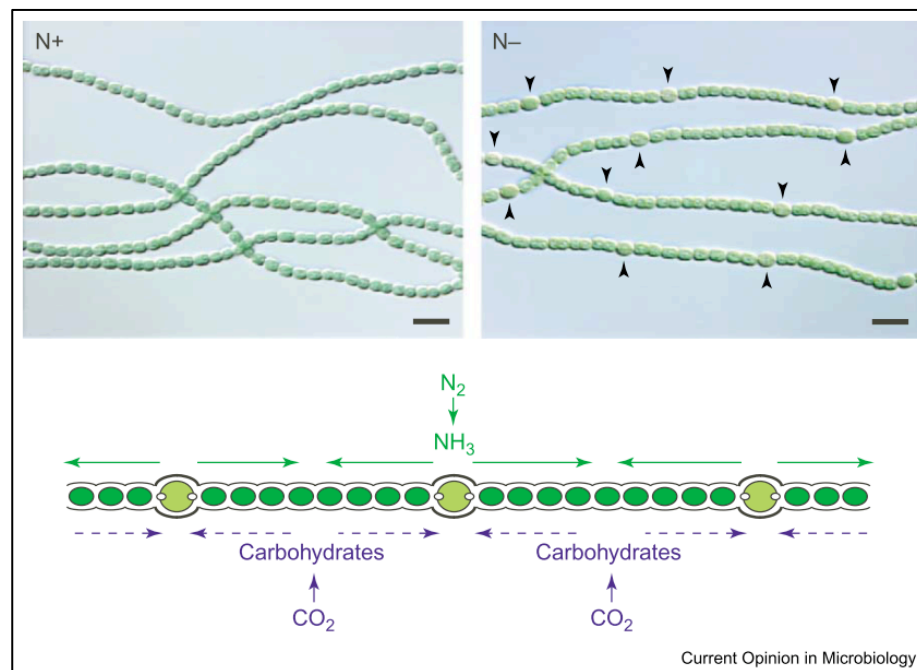 N+
N–
N₂
NH₃
Carbohydrates Carbohydrates
CO₂ CO₂
Current Opinion in Microbiology